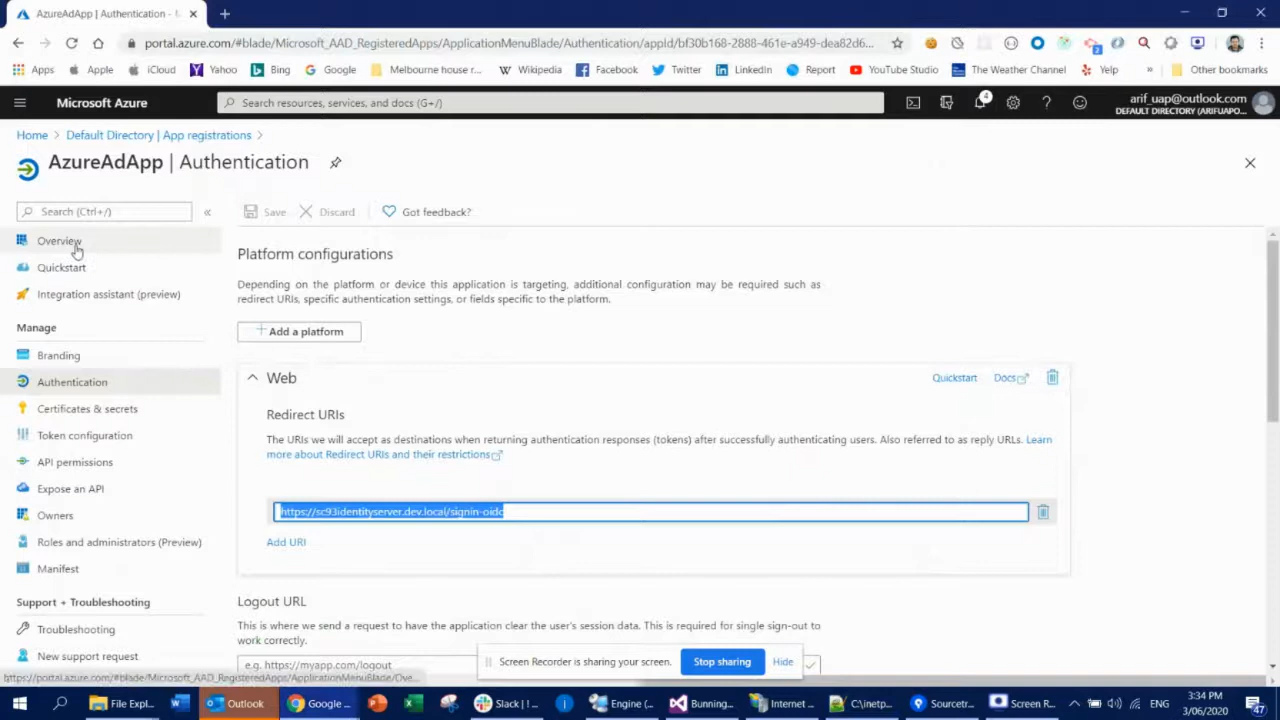 AzureAdApp | Authentication - M
portal.azure.com/#blade/Microsoft_AAD_RegisteredApps/ApplicationMenuBlade/Authentication/appId/bf30b168-2888-461e-a949-dea82d6...
Apps Apple iCloud Yahoo Bing Google Melbourne house r... Wikipedia Facebook Twitter LinkedIn Report YouTube Studio The Weather Channel Yelp » Other bookmarks
Microsoft Azure
Search resources, services, and docs (G+/)
4
arif_uap@outlook.com
DEFAULT DIRECTORY (ARIFUAPO...
Home > Default Directory | App registrations >
AzureAdApp | Authentication
Search (Ctrl+/)
«
Save Discard Got feedback?
Overview
Quickstart
Integration assistant (preview)
Manage
Branding
Authentication
Certificates & secrets
Token configuration
API permissions
Expose an API
Owners
Roles and administrators (Preview)
Manifest
Support + Troubleshooting
Troubleshooting
New support request
Platform configurations
Depending on the platform or device this application is targeting, additional configuration may be required such as
redirect URIs, specific authentication settings, or fields specific to the platform.
+ Add a platform
Web
Quickstart Docs
Redirect URIs
The URIs we will accept as destinations when returning authentication responses (tokens) after successfully authenticating users. Also referred to as reply URLs. Learn
more about Redirect URIs and their restrictions
https://sc93identityserver.dev.local/signin-oidc
Add URI
Logout URL
This is where we send a request to have the application clear the user's session data. This is required for single sign-out to
work correctly.
e.g. https://myapp.com/logout
Screen Recorder is sharing your screen. Stop sharing Hide
https://portal.azure.com/#blade/Microsoft_AAD_RegisteredApps/ApplicationMenuBlade/Ove...
File Expl... Outlook Google ... Slack | !... Engine (... Bunning... Internet ... C:\inetp... Sourcetr... Screen R...
ENG
3:34 PM
3/06/2020
47